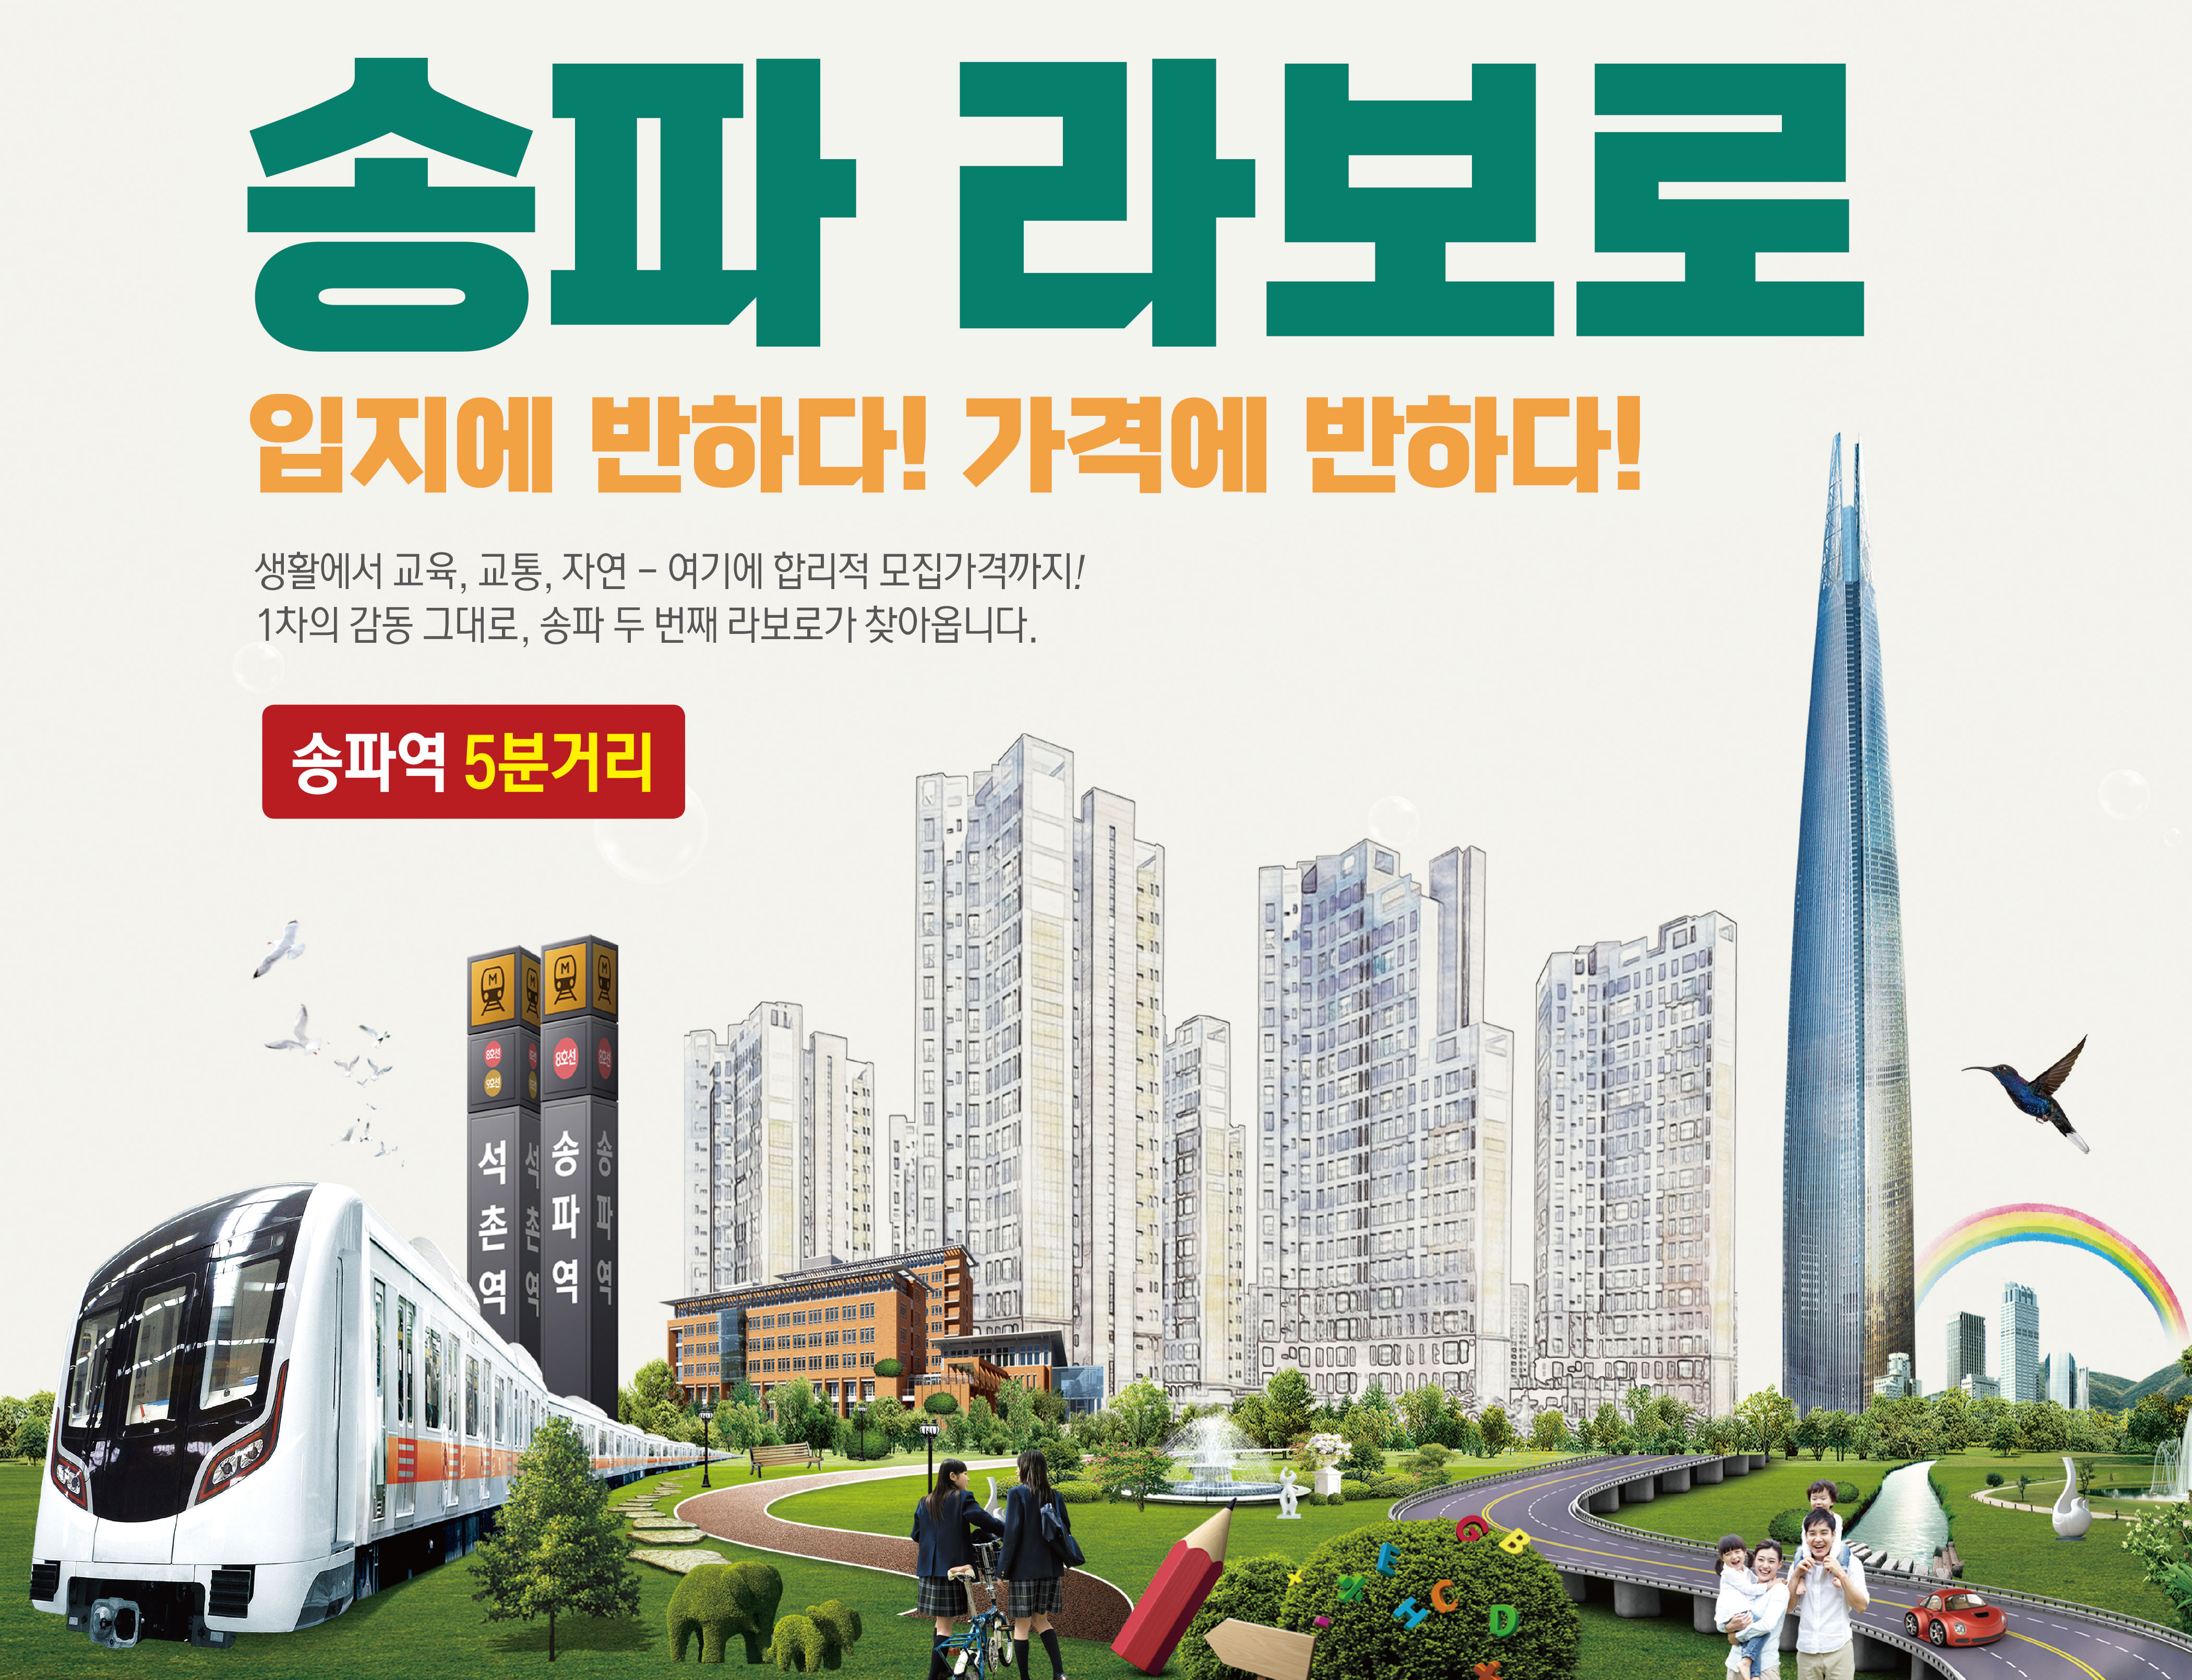 송파 라보로
입지에 반하다! 가격에 반하다!
생활에서 교육, 교통, 자연 – 여기에 합리적 모집가격까지!
1차의 감동 그대로, 송파 두 번째 라보로가 찾아옵니다.
송파역 5분거리
M
M
M
M
8호선
9호선
8호선
8호선
석촌역
석촌역
송파역
송파역
G
B
E
C
H
D